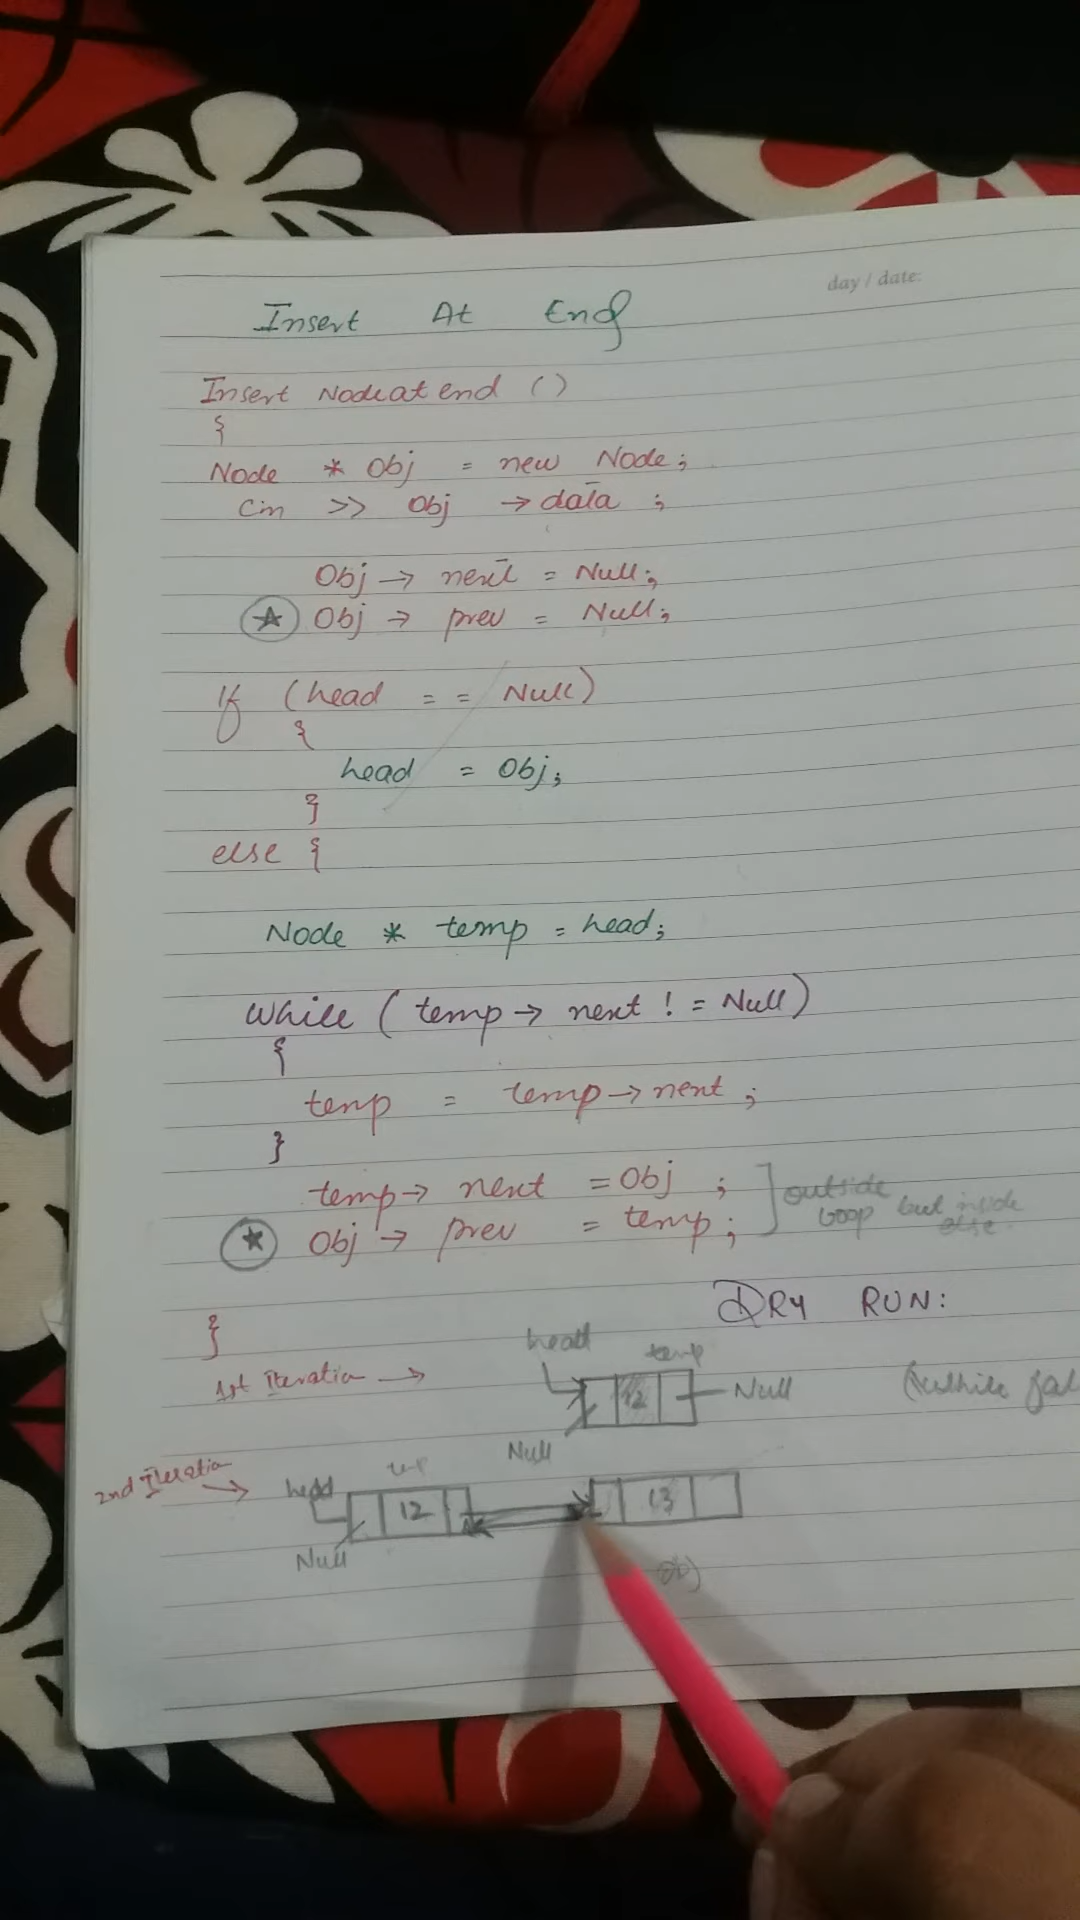 day / date:
Insert At End
Insert Nodeatend ()
{
Node * Obj = new Node;
Cin >> Obj → data ;
Obj → next = Null;
☆ Obj → prev = Null;
If (head = = Null)
{
head = Obj;
}
else {
Node * temp = head;
while ( temp → next ! = Null)
{
temp = temp → next ;
}
temp → next = Obj ; ] outside
☆ Obj → prev = temp ; loop but inside
else.
DRY RUN:
}
head temp
1st Iteration → 12 Null (while
Null
2nd Iteration → head 12 13
Null
obj